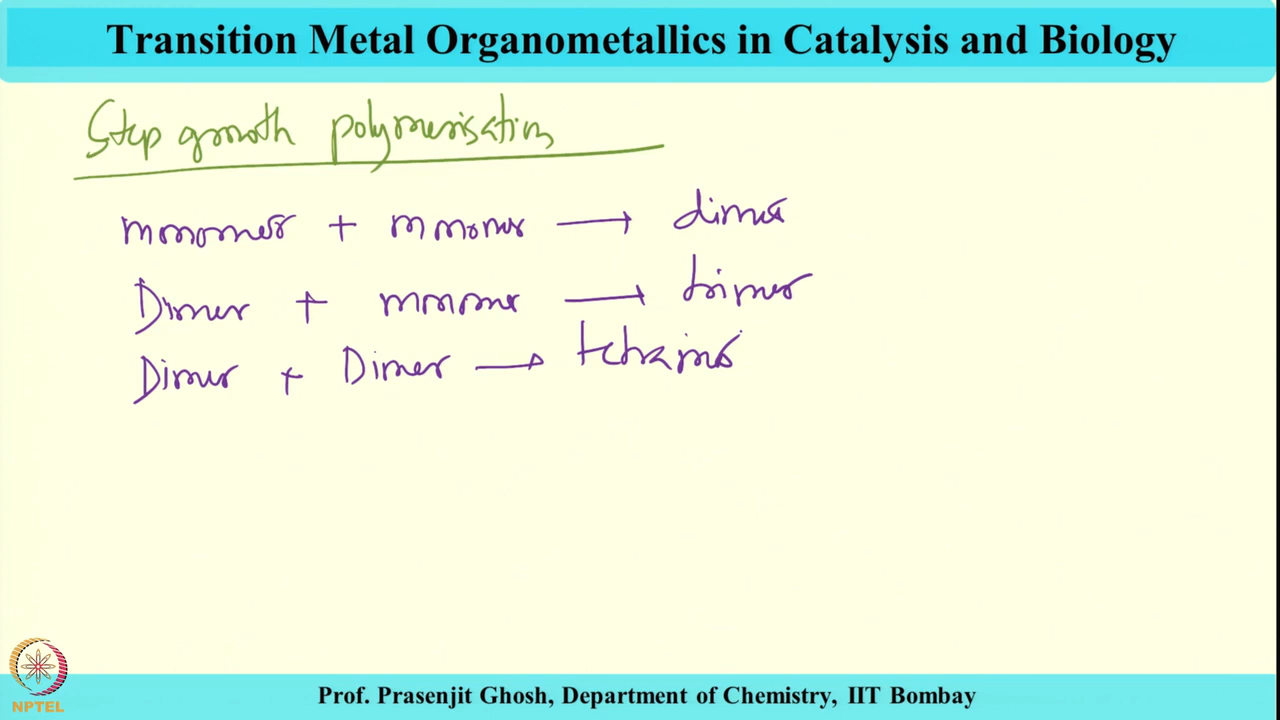 Transition Metal Organometallics in Catalysis and Biology
Step growth polymerisation
monomer + monomer → dimer
Dimer + monomer → trimer
Dimer + Dimer → tetramer
NPTEL
Prof. Prasenjit Ghosh, Department of Chemistry, IIT Bombay